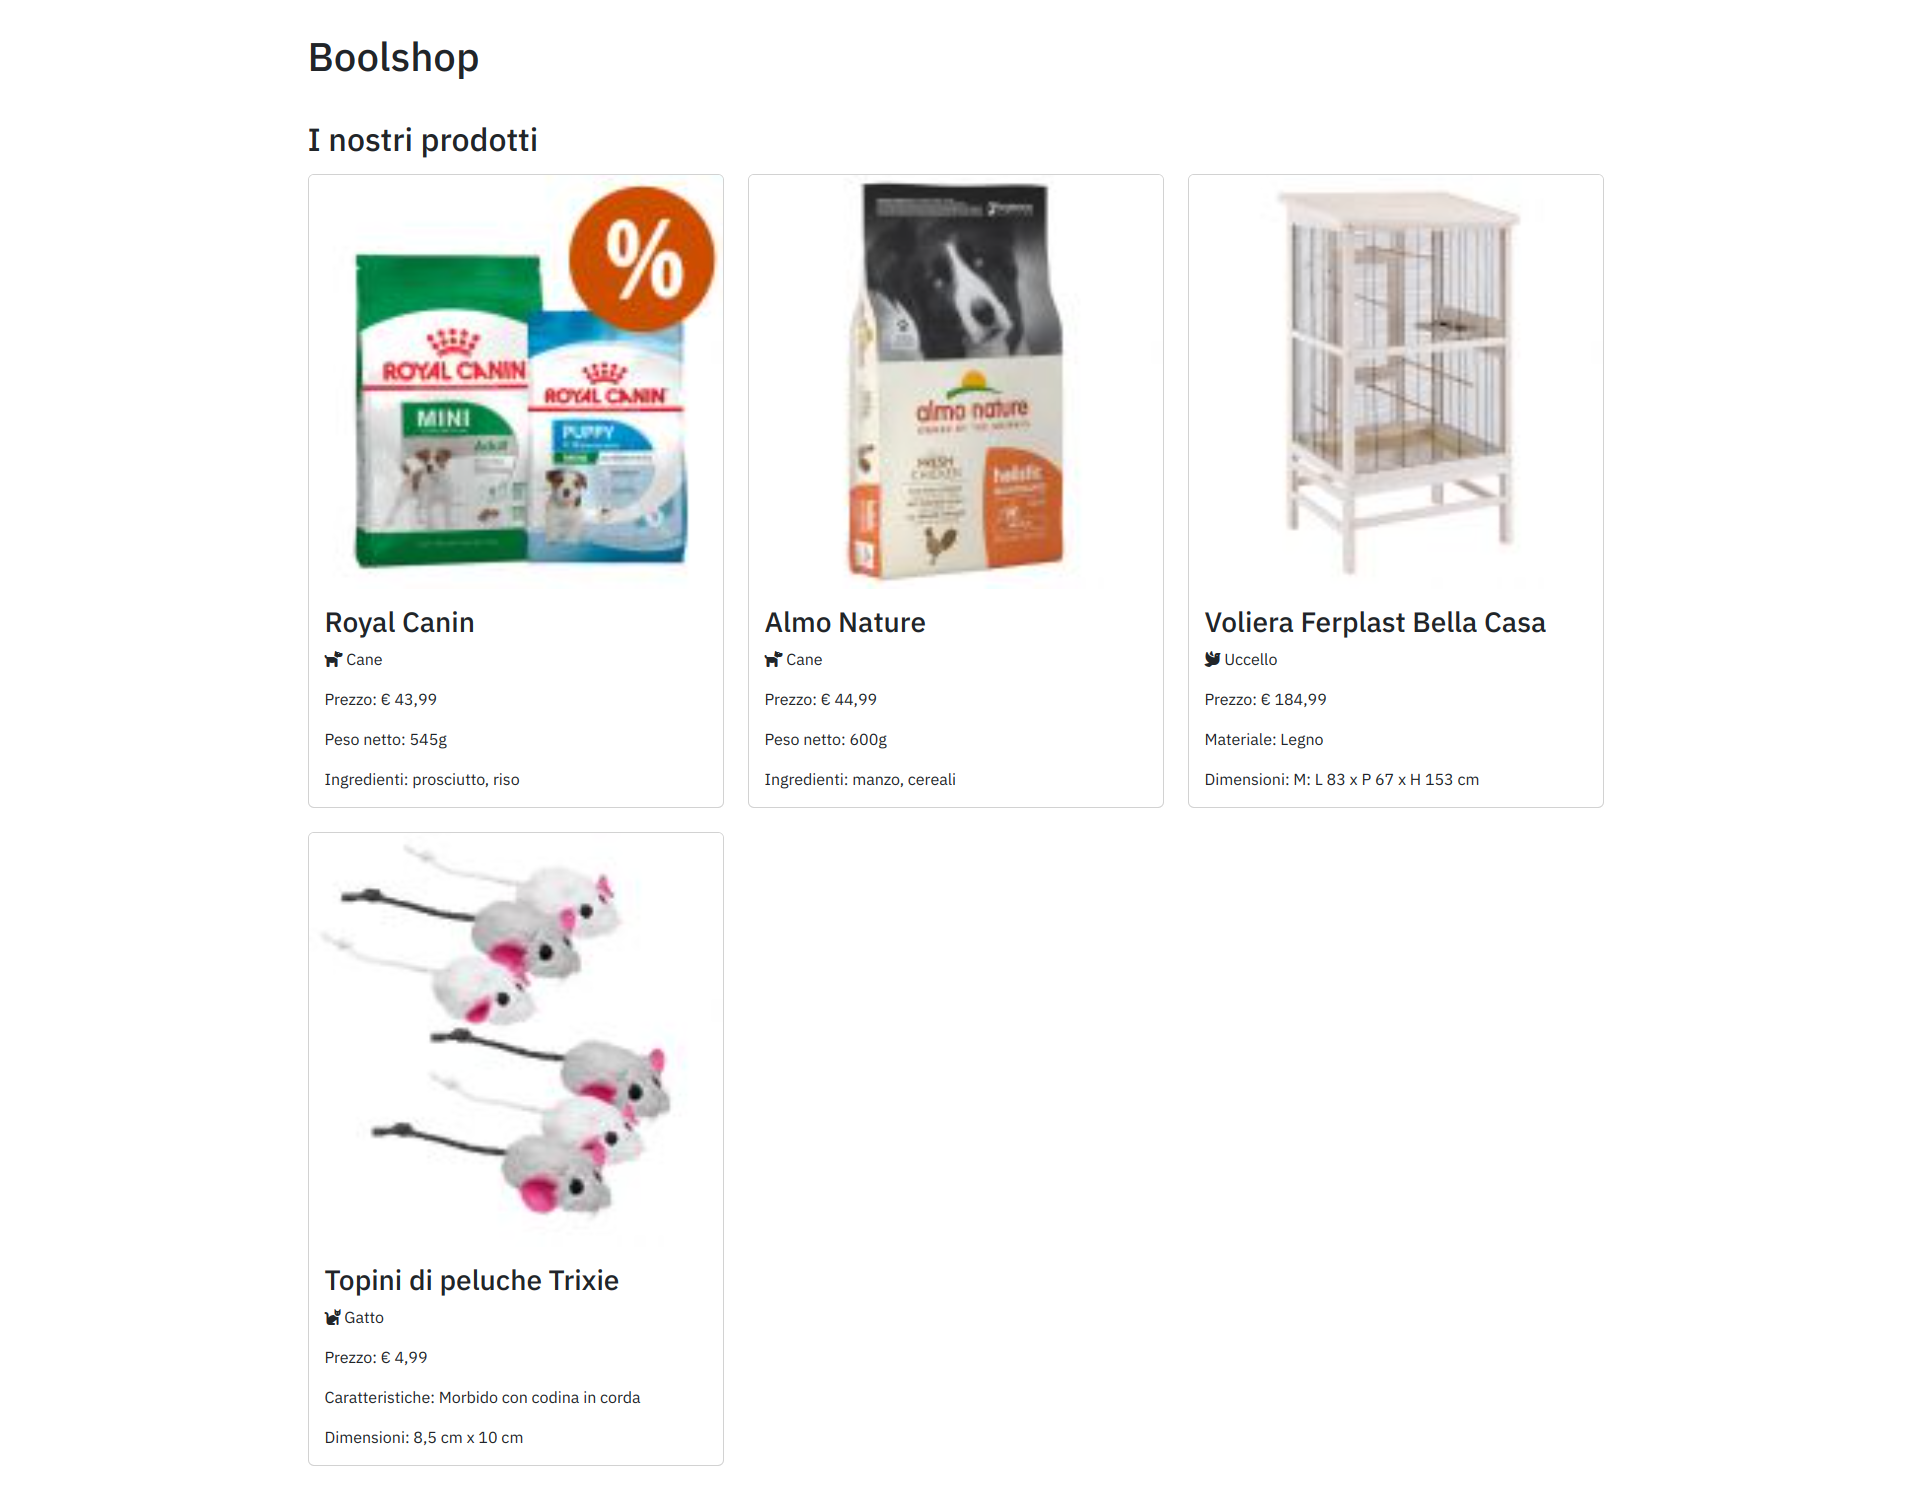 Boolshop
I nostri prodotti
%
ROYAL CANIN
MINI
Adult
ROYAL CANIN
PUPPY
MINI
Royal Canin
Cane
Prezzo: € 43,99
Peso netto: 545g
Ingredienti: prosciutto, riso
almo nature
FRESH
CHICKEN
holistic
Almo Nature
Cane
Prezzo: € 44,99
Peso netto: 600g
Ingredienti: manzo, cereali
Voliera Ferplast Bella Casa
Uccello
Prezzo: € 184,99
Materiale: Legno
Dimensioni: M: L 83 x P 67 x H 153 cm
Topini di peluche Trixie
Gatto
Prezzo: € 4,99
Caratteristiche: Morbido con codina in corda
Dimensioni: 8,5 cm x 10 cm